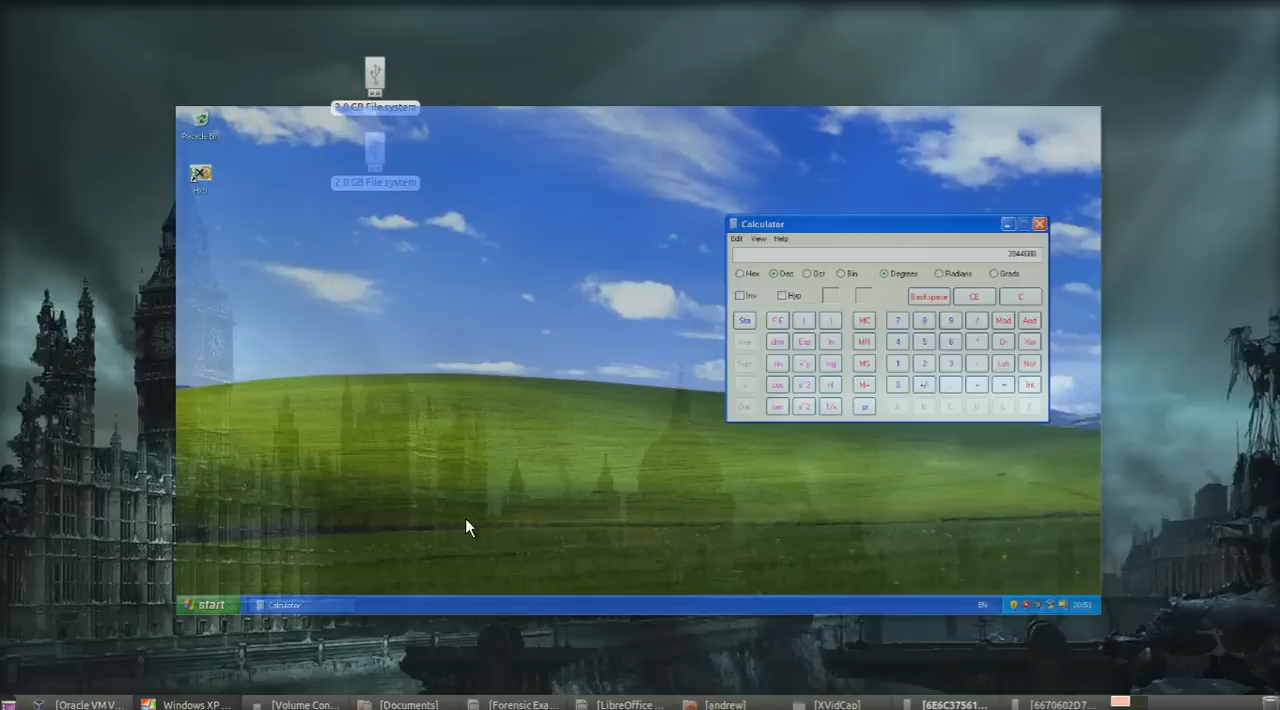 2.0 GB File system
2.0 GB File system
Recycle Bin
HxD
Calculator
Edit View Help
3944688.
Hex Dec Oct Bin Degrees Radians Grads
Inv Hyp Backspace CE C
Sta F-E ( ) MC 7 8 9 / Mod And
Ave dms Exp ln MR 4 5 6 * Or Xor
Sum sin x^y log MS 1 2 3 - Lsh Not
s cos x^3 n! M+ 0 +/- . + = Int
Dat tan x^2 1/x pi A B C D E F
start Calculator EN 20:51
[Oracle VM V... Windows XP ... [Volume Con... [Documents] [Forensic Exa... [LibreOffice ... [andrew] [XVidCap] [6E6C37561... [6670602D7...